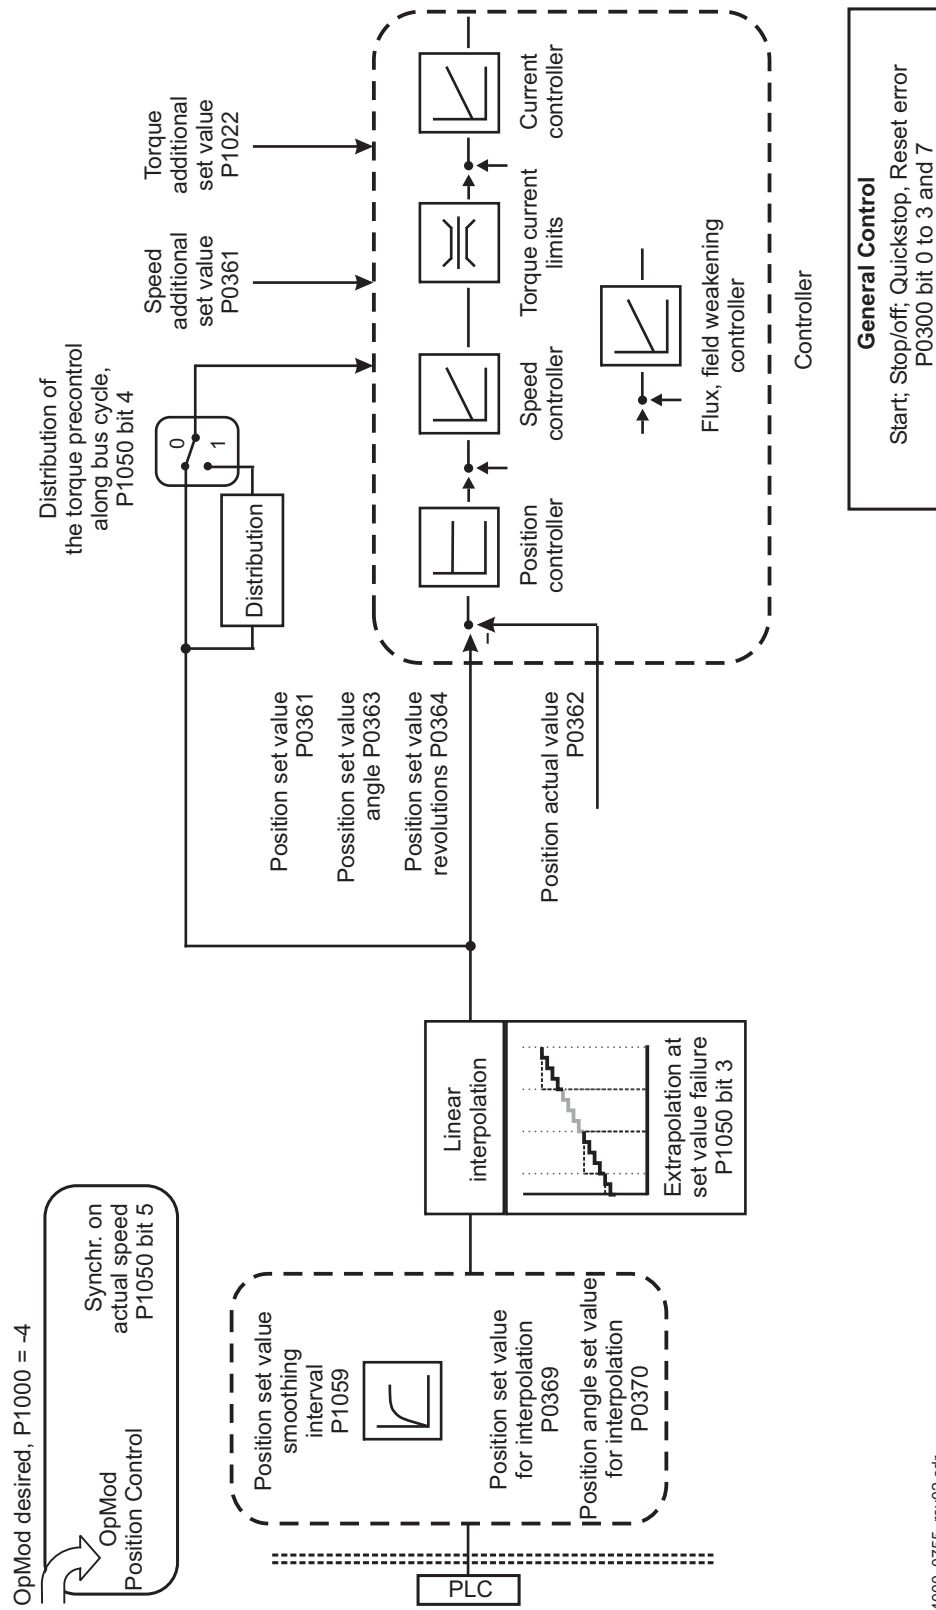 OpMod desired, P1000 = -4
OpMod
Position Control
Synchr. on
actual speed
P1050 bit 5
PLC
Position set value
smoothing
interval
P1059
Position set value
for interpolation
P0369
Position angle set value
for interpolation
P0370
Linear
interpolation
Extrapolation at
set value failure
P1050 bit 3
Distribution of
the torque precontrol
along bus cycle,
P1050 bit 4
0
1
Distribution
Speed
additional
set value
P0361
Torque
additional
set value
P1022
Position set value
P0361
Possition set value
angle P0363
Position set value
revolutions P0364
Position actual value
P0362
–
Position
controller
Speed
controller
Torque current
limits
Current
controller
Flux, field weakening
controller
Controller
General Control
Start; Stop/off; Quickstop, Reset error
P0300 bit 0 to 3 and 7